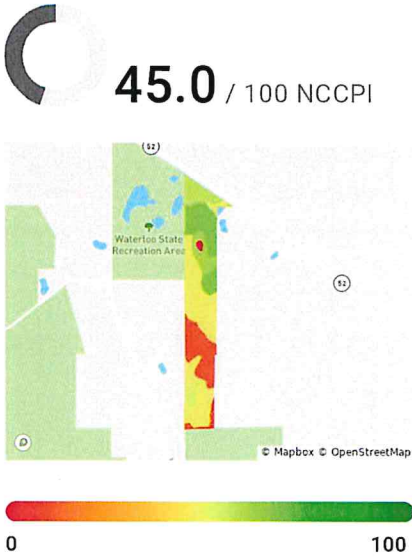 45.0 / 100 NCCPI
52
Waterloo State
Recreation Area
52
© Mapbox © OpenStreetMap
0 100